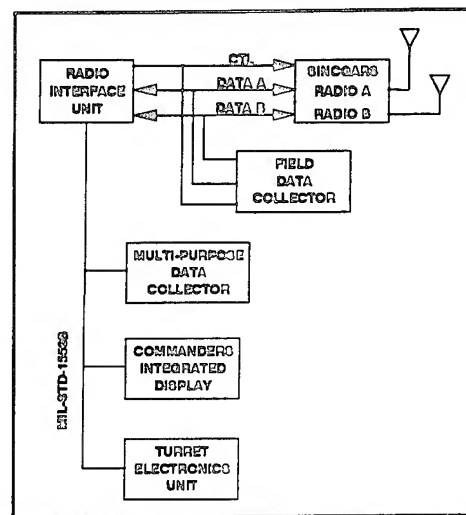 CTL
RADIO
INTERFACE
UNIT
DATA A
DATA B
SINCGARS
RADIO A
RADIO B
FIELD
DATA
COLLECTOR
MULTI-PURPOSE
DATA
COLLECTOR
MIL-STD-1553B
COMMANDERS
INTEGRATED
DISPLAY
TURRET
ELECTRONICS
UNIT